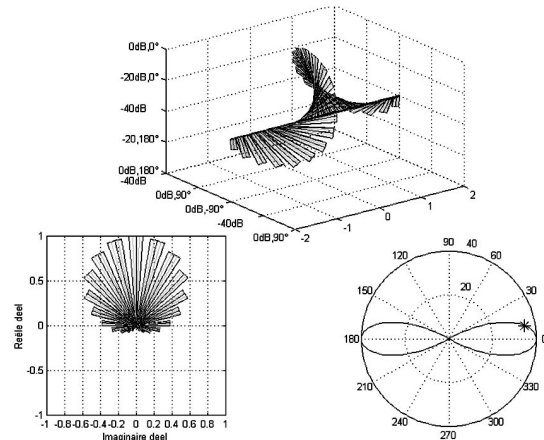 0dB,0°
-20dB,0°
-40dB
-20,180°
0dB,180°
-40dB
0dB,90°
0dB,-90°
-40dB
0dB,90°
-2
-1
0
1
2
1
0.5
0
-0.5
-1
Reële deel
-1 -0.8 -0.6 -0.4 -0.2 0 0.2 0.4 0.6 0.8 1
Imaginaire deel
90 40
120 60
150 20 30
180 0
210 330
240 300
270